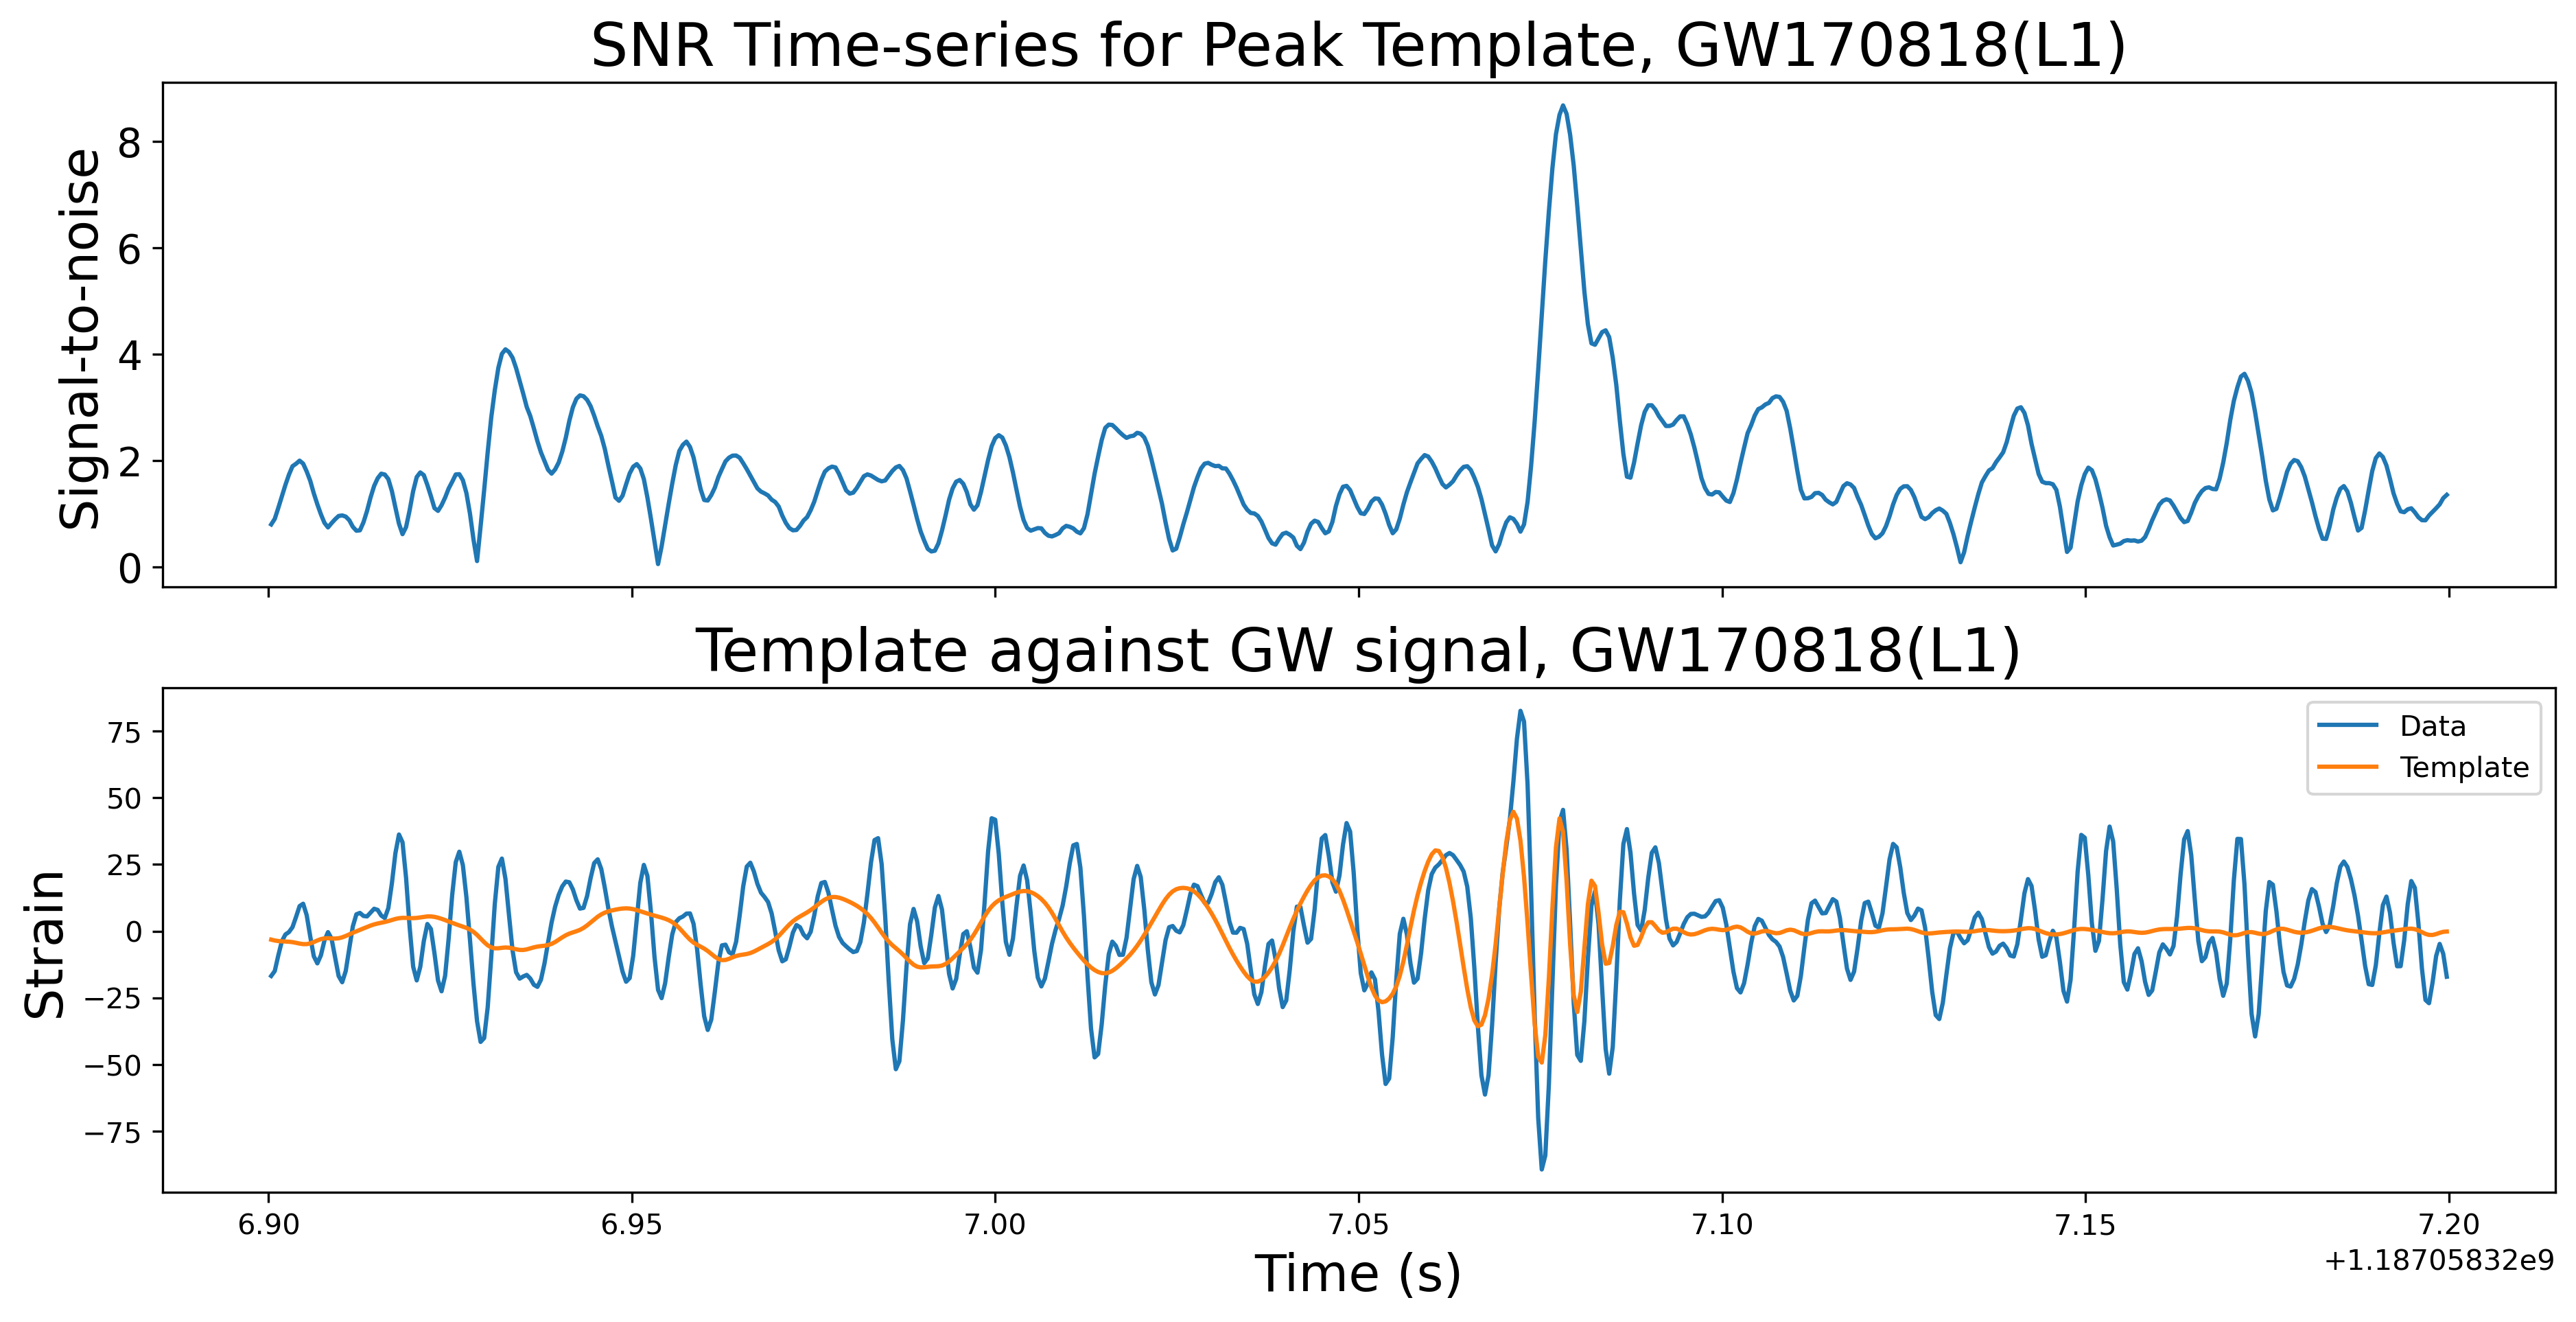 SNR Time-series for Peak Template, GW170818(L1)
Signal-to-noise
8
6
4
2
0
Template against GW signal, GW170818(L1)
Strain
75
50
25
0
−25
−50
−75
Data
Template
6.90 6.95 7.00 7.05 7.10 7.15 7.20
+1.18705832e9
Time (s)